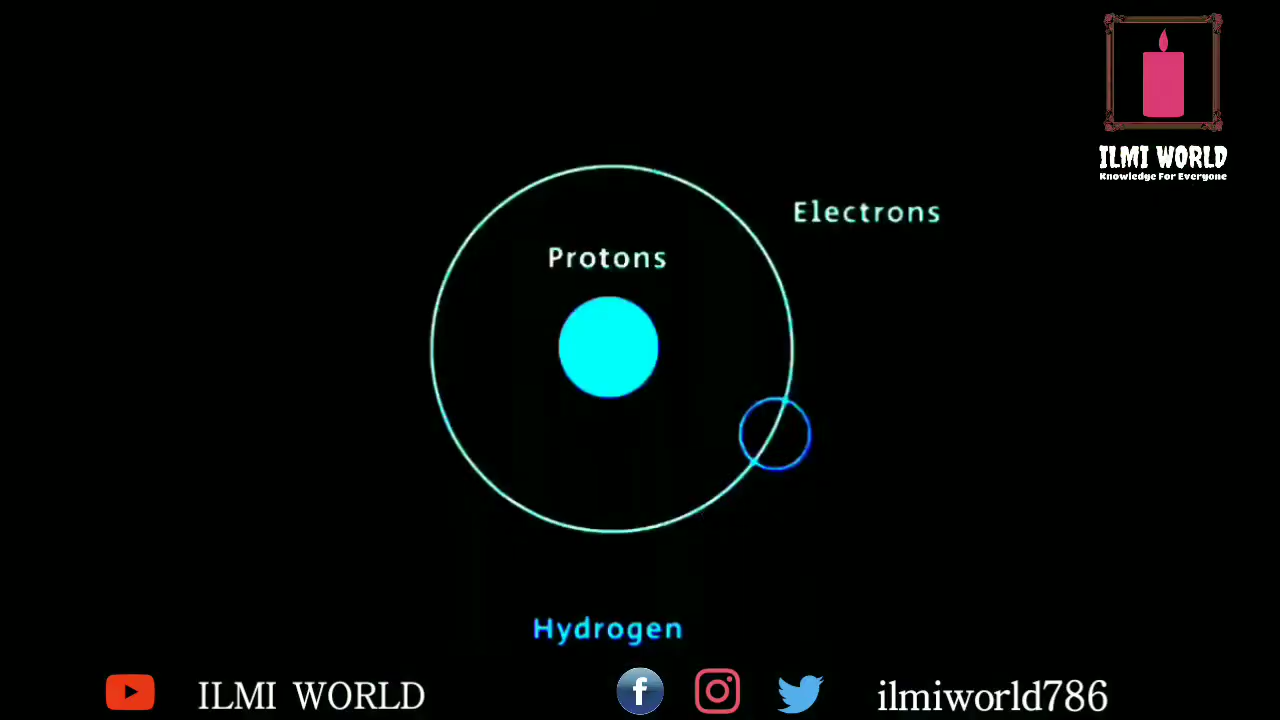 ILMI WORLD
Knowledge For Everyone
Electrons
Protons
Hydrogen
ILMI WORLD
ilmiworld786